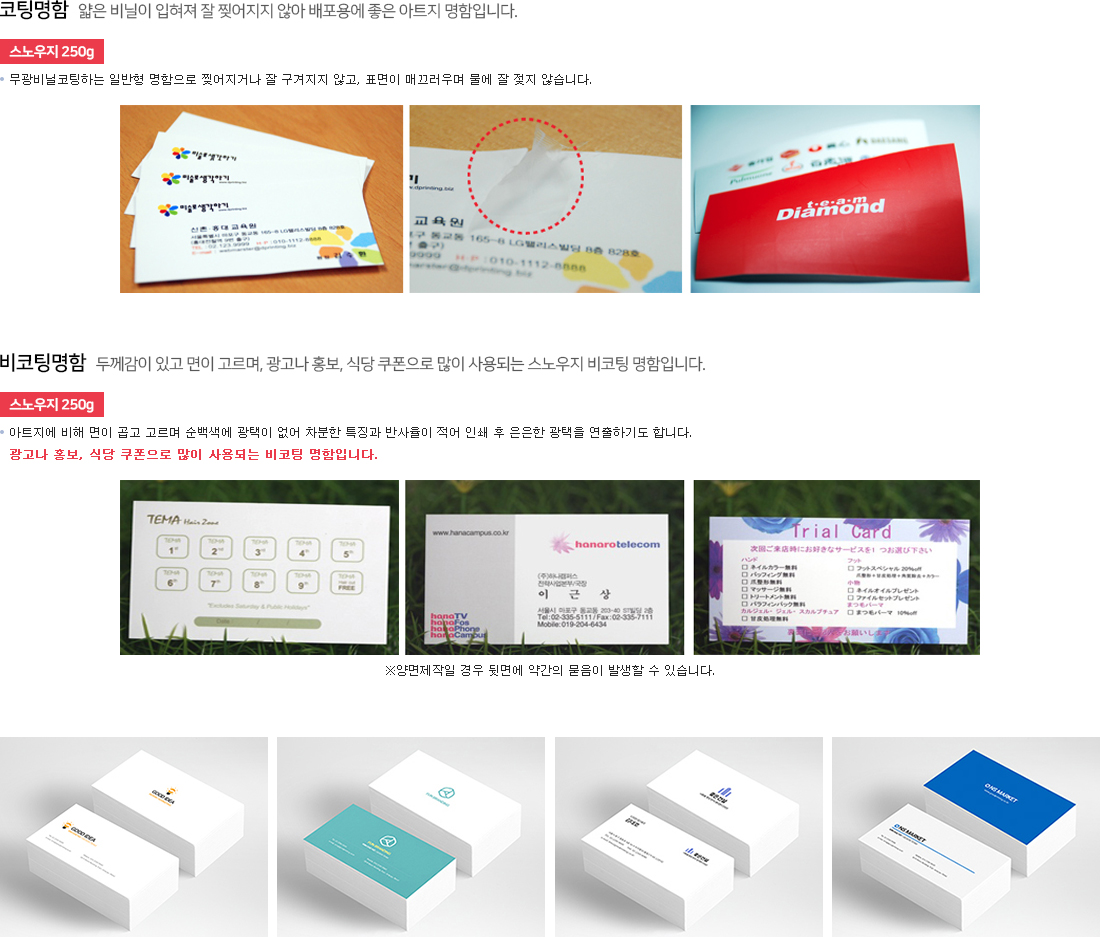 코팅명함 얇은 비닐이 입혀져 잘 찢어지지 않아 배포용에 좋은 아트지 명함입니다.
스노우지 250g
무광비닐코팅하는 일반형 명함으로 찢어지거나 잘 구겨지지 않고, 표면이 매끄러우며 물에 잘 젖지 않습니다.
미술로생각하기
미술로생각하기
미술로생각하기
www.dprinting.biz
신촌·홍대 교육원
H·P : 010-1112-8888
교육원
구 동교동 165-8 LG팰리스빌딩 8층 828호
출구)
9999 H·P : 010-1112-8888
@dprinting.biz
team
Diamond
비코팅명함 두께감이 있고 면이 고르며, 광고나 홍보, 식당 쿠폰으로 많이 사용되는 스노우지 비코팅 명함입니다.
스노우지 250g
아트지에 비해 면이 곱고 고르며 순백색에 광택이 없어 차분한 특징과 반사율이 적어 인쇄 후 은은한 광택을 연출하기도 합니다.
광고나 홍보, 식당 쿠폰으로 많이 사용되는 비코팅 명함입니다.
TEMA Hair Zone
1st 2nd 3rd 4th 5th
6th 7th 8th 9th FREE
"Excludes Saturday & Public Holidays"
Date
www.hanacampus.co.kr
hanarotelecom
(주)하나캠퍼스
전략사업본부/국장
이 근 상
서울시 마포구 동교동 203-40 ST빌딩 2층
Tel:02-335-5111/Fax:02-335-7111
Mobile:019-204-6434
hanaTV
hanaFos
hanaPhone
hanaCampus
Trial Card
次回ご来店時にお好きなサービスを1つお選び下さい
ハンド
ネイルカラー無料
バッフィング無料
爪整形無料
マッサージ無料
トリートメント無料
パラフィンパック無料
カルジェル・ジェル・スカルプチュア
甘皮処理無料
フット
フットスペシャル 20%off
小物
ネイルオイルプレゼント
ファイルセットプレゼント
まつ毛パーマ
まつ毛パーマ 10%off
※양면제작일 경우 뒷면에 약간의 묻음이 발생할 수 있습니다.
GOOD IDEA
GOOD IDEA
ONE MARKET
ONE MARKET